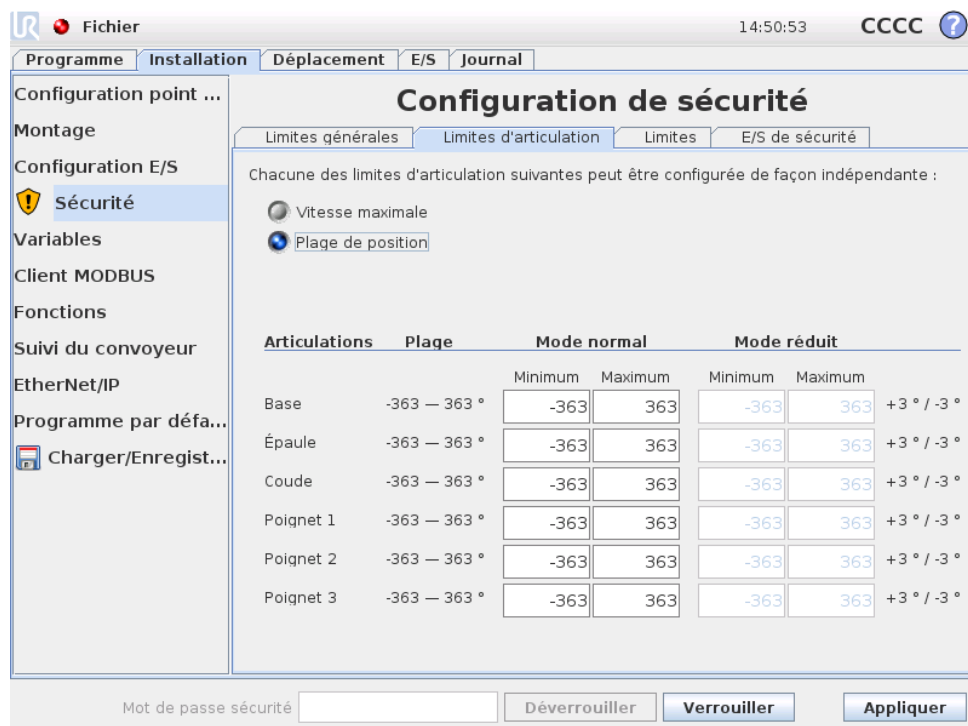 UR Fichier 14:50:53 CCCC ?
Programme Installation Déplacement E/S Journal
Configuration point ...
Montage
Configuration E/S
Sécurité
Variables
Client MODBUS
Fonctions
Suivi du convoyeur
EtherNet/IP
Programme par défa...
Charger/Enregist...
Configuration de sécurité
Limites générales Limites d'articulation Limites E/S de sécurité
Chacune des limites d'articulation suivantes peut être configurée de façon indépendante :
Vitesse maximale
Plage de position
Articulations Plage Mode normal Mode réduit
Minimum Maximum Minimum Maximum
Base -363 — 363 ° -363 363 -363 363 +3 ° / -3 °
Épaule -363 — 363 ° -363 363 -363 363 +3 ° / -3 °
Coude -363 — 363 ° -363 363 -363 363 +3 ° / -3 °
Poignet 1 -363 — 363 ° -363 363 -363 363 +3 ° / -3 °
Poignet 2 -363 — 363 ° -363 363 -363 363 +3 ° / -3 °
Poignet 3 -363 — 363 ° -363 363 -363 363 +3 ° / -3 °
Mot de passe sécurité Déverrouiller Verrouiller Appliquer